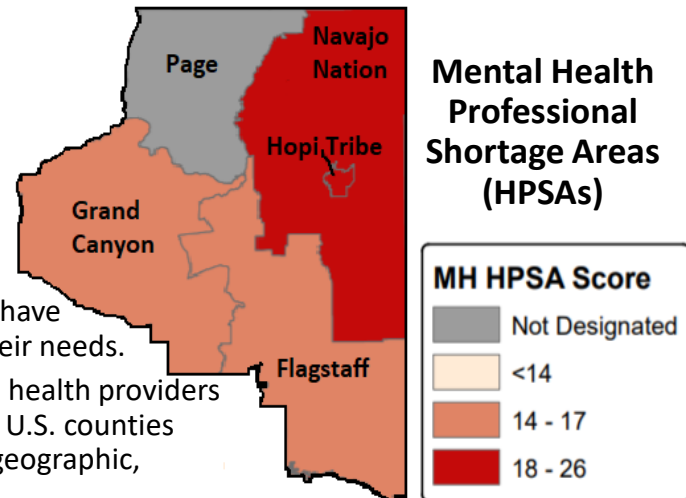 Navajo
Nation
Page
Hopi Tribe
Grand
Canyon
Flagstaff
Mental Health
Professional
Shortage Areas
(HPSAs)
MH HPSA Score
Not Designated
<14
14 - 17
18 - 26
have
eir needs.
health providers
U.S. counties
geographic,